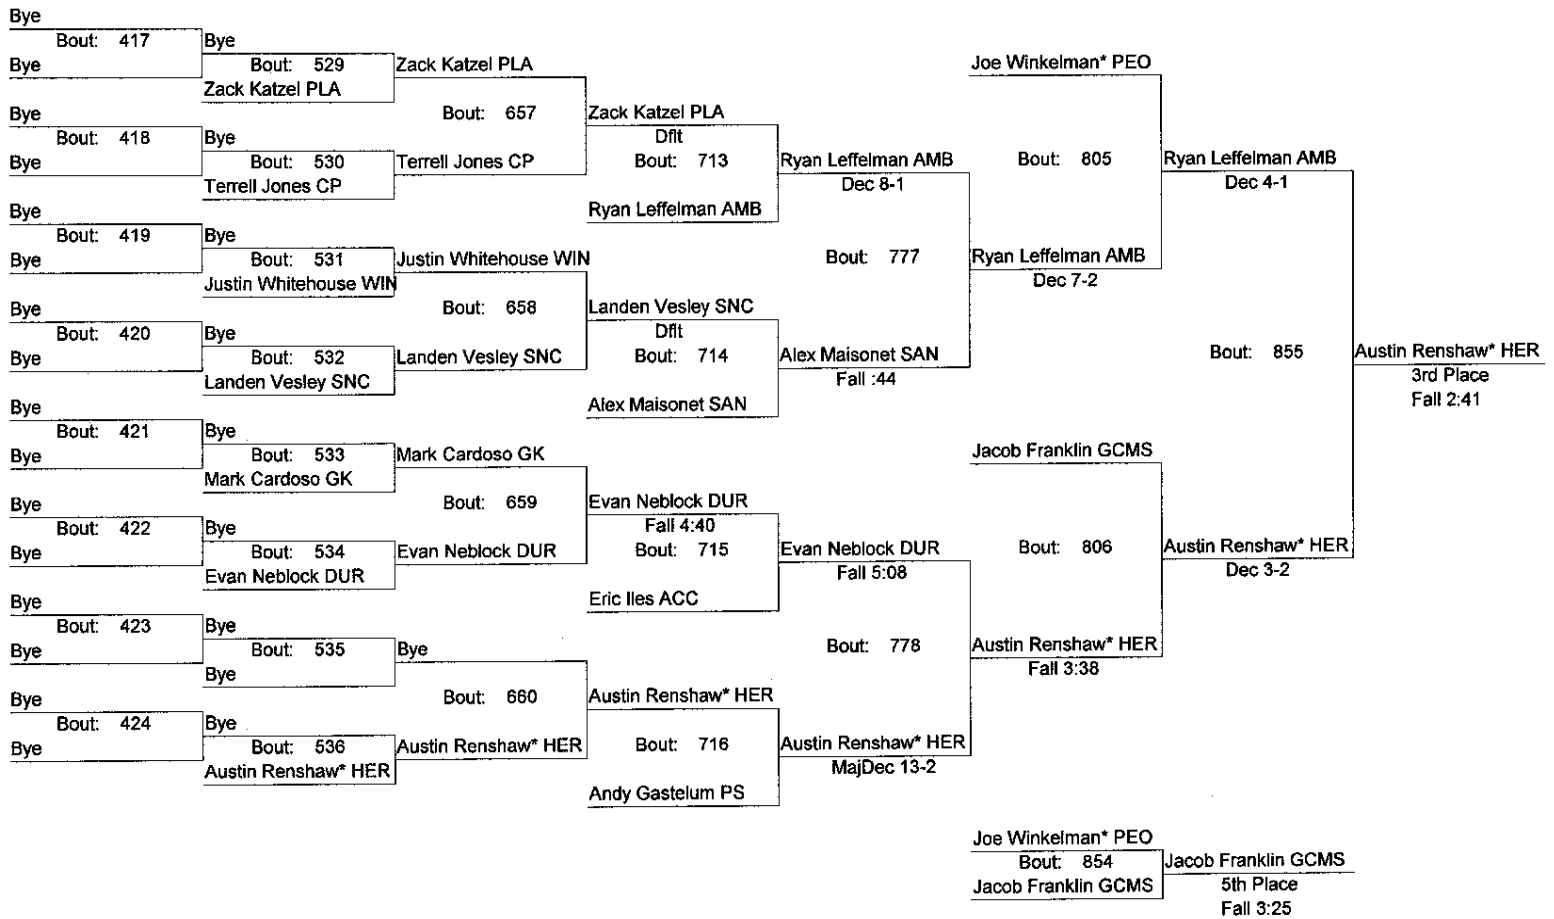 Bye
Bout: 417
Bye
Bye
Bout: 418
Bye
Bye
Bout: 419
Bye
Bye
Bout: 420
Bye
Bye
Bout: 421
Bye
Bye
Bout: 422
Bye
Bye
Bout: 423
Bye
Bye
Bout: 424
Bye
Bye
Bout: 529
Zack Katzel PLA
Bye
Bout: 530
Terrell Jones CP
Bye
Bout: 531
Justin Whitehouse WIN
Bye
Bout: 532
Landen Vesley SNC
Bye
Bout: 533
Mark Cardoso GK
Bye
Bout: 534
Evan Neblock DUR
Bye
Bout: 535
Bye
Bye
Bout: 536
Austin Renshaw* HER
Zack Katzel PLA
Bout: 657
Terrell Jones CP
Justin Whitehouse WIN
Bout: 658
Landen Vesley SNC
Mark Cardoso GK
Bout: 659
Evan Neblock DUR
Bye
Bout: 660
Austin Renshaw* HER
Zack Katzel PLA
Dflt
Bout: 713
Ryan Leffelman AMB
Landen Vesley SNC
Dflt
Bout: 714
Alex Maisonet SAN
Evan Neblock DUR
Fall 4:40
Bout: 715
Eric Iles ACC
Austin Renshaw* HER
Bout: 716
Andy Gastelum PS
Ryan Leffelman AMB
Dec 8-1
Bout: 777
Alex Maisonet SAN
Fall :44
Evan Neblock DUR
Fall 5:08
Bout: 778
Austin Renshaw* HER
MajDec 13-2
Joe Winkelman* PEO
Bout: 805
Ryan Leffelman AMB
Dec 7-2
Jacob Franklin GCMS
Bout: 806
Austin Renshaw* HER
Fall 3:38
Ryan Leffelman AMB
Dec 4-1
Bout: 855
Austin Renshaw* HER
Dec 3-2
Austin Renshaw* HER
3rd Place
Fall 2:41
Joe Winkelman* PEO
Bout: 854
Jacob Franklin GCMS
Jacob Franklin GCMS
5th Place
Fall 3:25